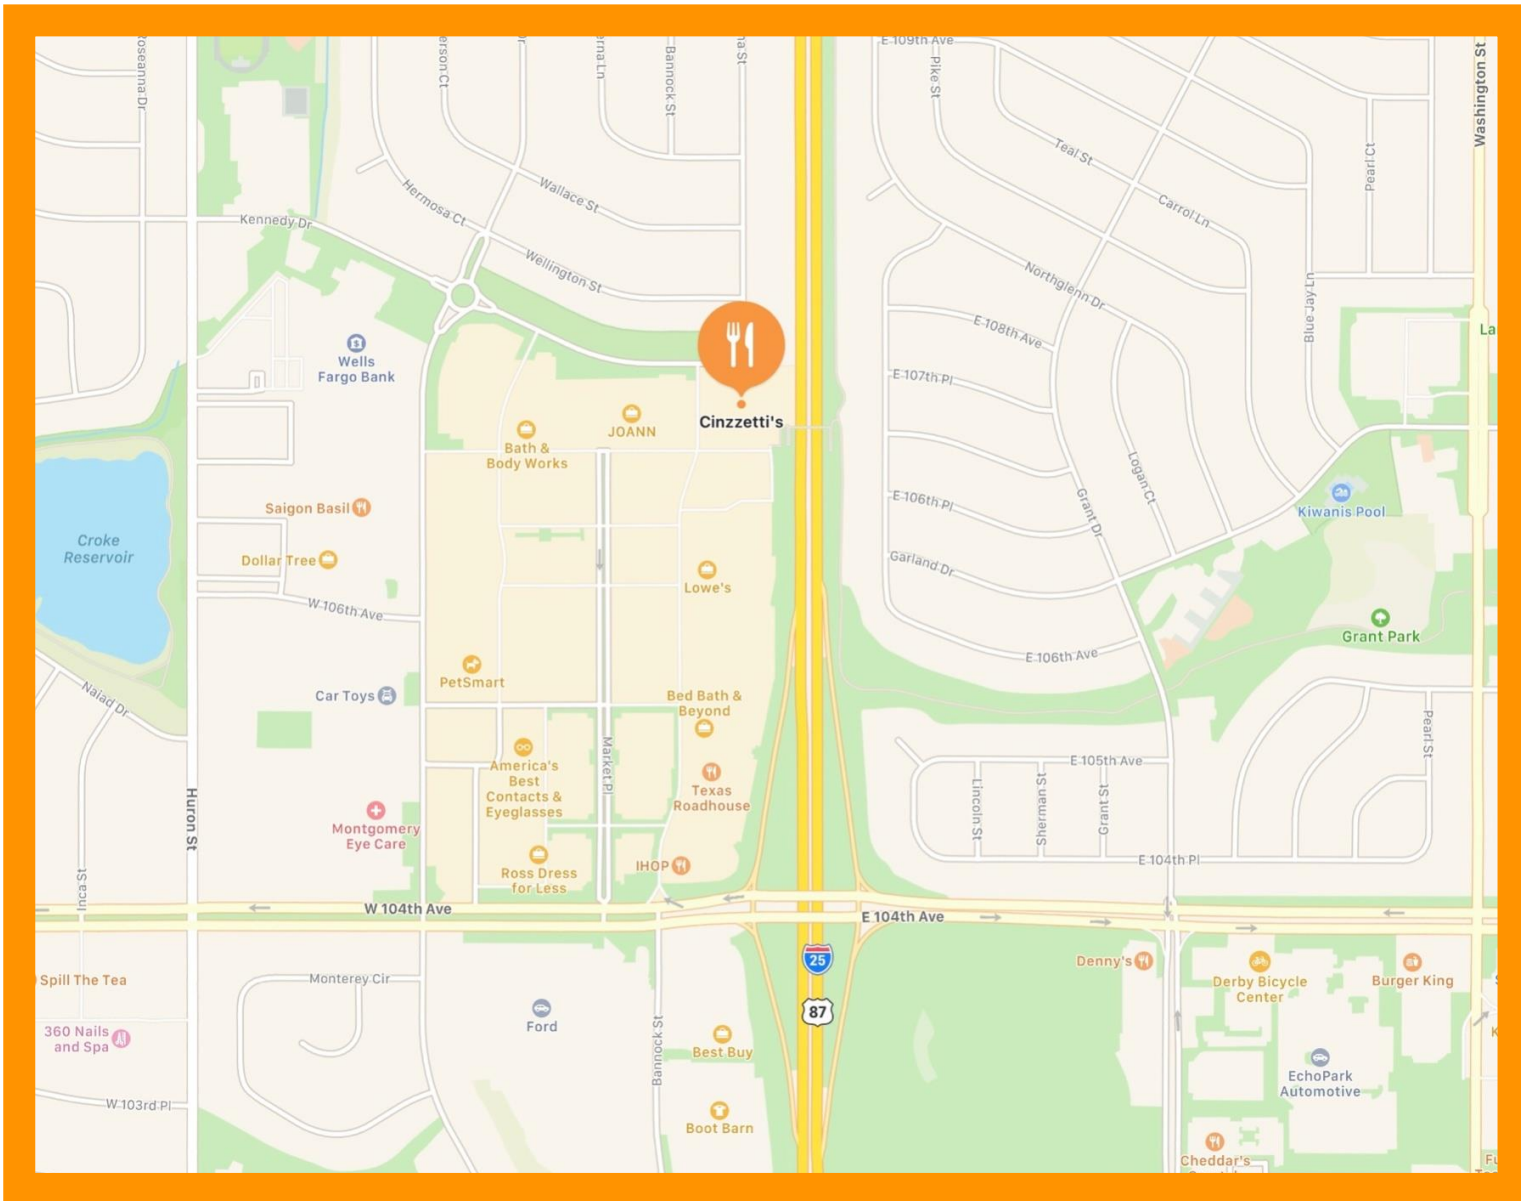 E 109th Ave
Pike St
Bannock St
Washington St
Teal St
Pearl Ct
Hermosa Ct
Wallace St
Carrol Ln
Kennedy Dr
Wellington St
Northglenn Dr
Blue Jay Ln
E 108th Ave
Wells
Fargo Bank
E 107th Pl
Cinzzetti's
JOANN
Bath &
Body Works
Logan Ct
Saigon Basil
E 106th Pl
Grant Dr
Kiwanis Pool
Croke
Reservoir
Dollar Tree
Garland Dr
Lowe's
W 106th Ave
Grant Park
E 106th Ave
PetSmart
Car Toys
Naiad Dr
Bed Bath &
Beyond
Pearl St
Market Pl
America's
Best
Contacts &
Eyeglasses
E 105th Ave
Texas
Roadhouse
Lincoln St
Sherman St
Grant St
Huron St
Montgomery
Eye Care
IHOP
E 104th Pl
Ross Dress
for Less
Inca St
W 104th Ave
E 104th Ave
25
Denny's
Spill The Tea
Monterey Cir
Derby Bicycle
Center
Burger King
87
360 Nails
and Spa
Ford
Bannock St
Best Buy
EchoPark
Automotive
W 103rd Pl
Boot Barn
Cheddar's